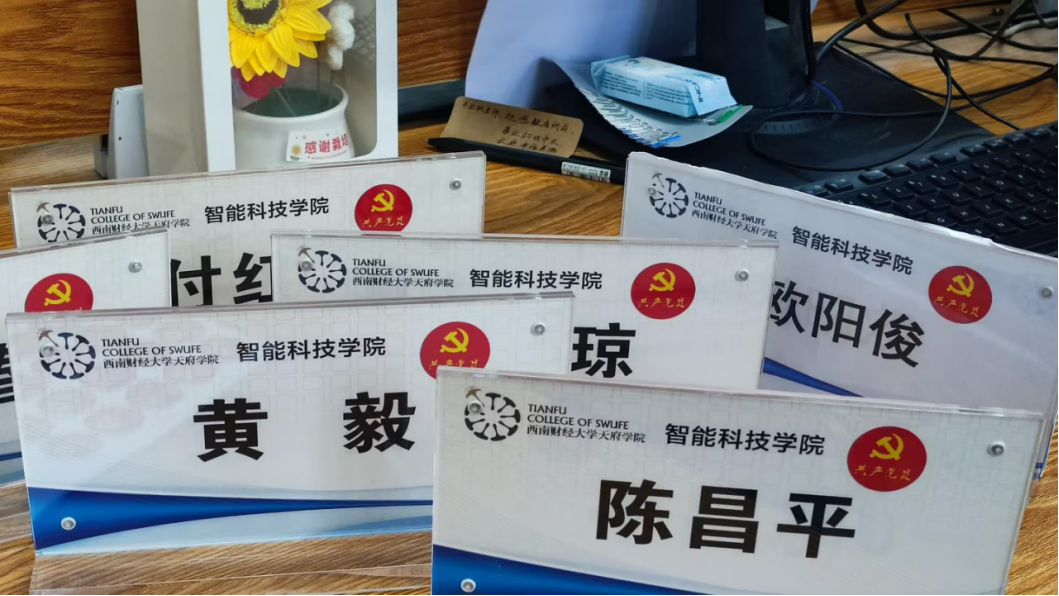 感谢栽培
TIANFU
COLLEGE OF SWUFE
西南财经大学天府学院
智能科技学院
共产党员
付红
TIANFU
COLLEGE OF SWUFE
西南财经大学天府学院
智能科技学院
共产党员
琼
TIANFU
COLLEGE OF SWUFE
西南财经大学天府学院
智能科技学院
共产党员
欧阳俊
TIANFU
COLLEGE OF SWUFE
西南财经大学天府学院
智能科技学院
黄毅
TIANFU
COLLEGE OF SWUFE
西南财经大学天府学院
智能科技学院
共产党员
陈昌平